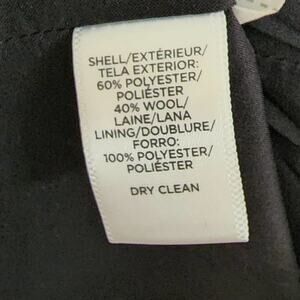 SHELL/EXTÉRIEUR/
TELA EXTERIOR:
60% POLYESTER/
POLIÉSTER
40% WOOL/
LAINE/LANA
LINING/DOUBLURE/
FORRO:
100% POLYESTER/
POLIÉSTER
DRY CLEAN